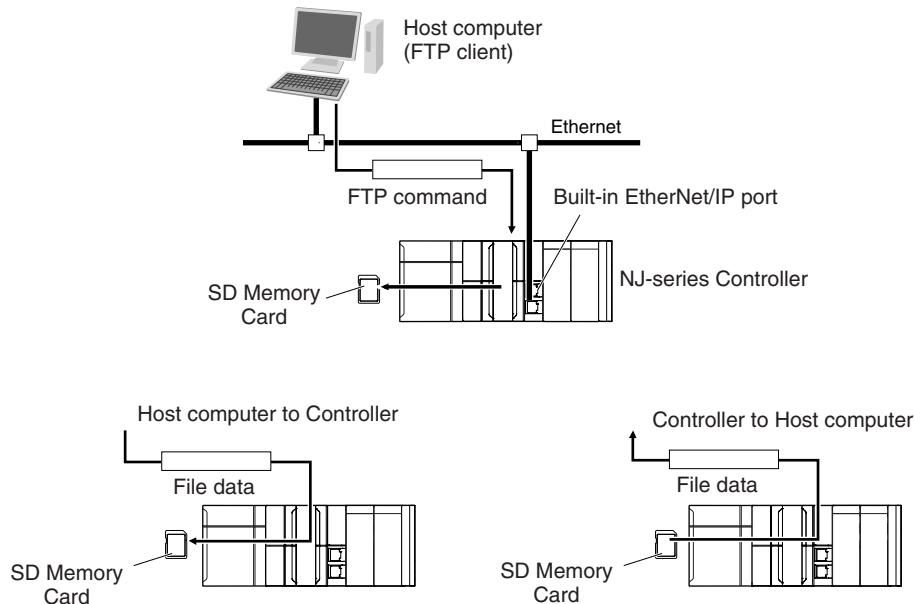 Host computer
(FTP client)
Ethernet
FTP command
Built-in EtherNet/IP port
NJ-series Controller
SD Memory
Card
Host computer to Controller
File data
SD Memory
Card
Controller to Host computer
File data
SD Memory
Card